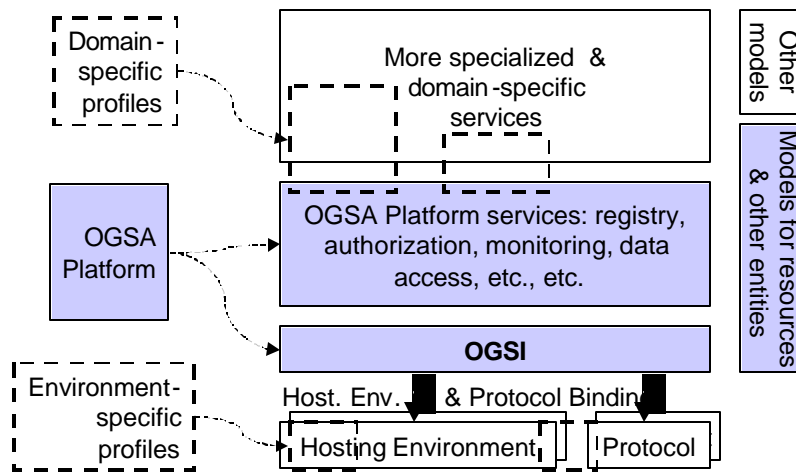 Domain-
specific
profiles
More specialized &
domain-specific
services
Other
models
OGSA
Platform
OGSA Platform services: registry,
authorization, monitoring, data
access, etc., etc.
Models for resources
& other entities
OGSI
Environment-
specific
profiles
Host. Env. & Protocol Bindin
Hosting Environment
Protocol